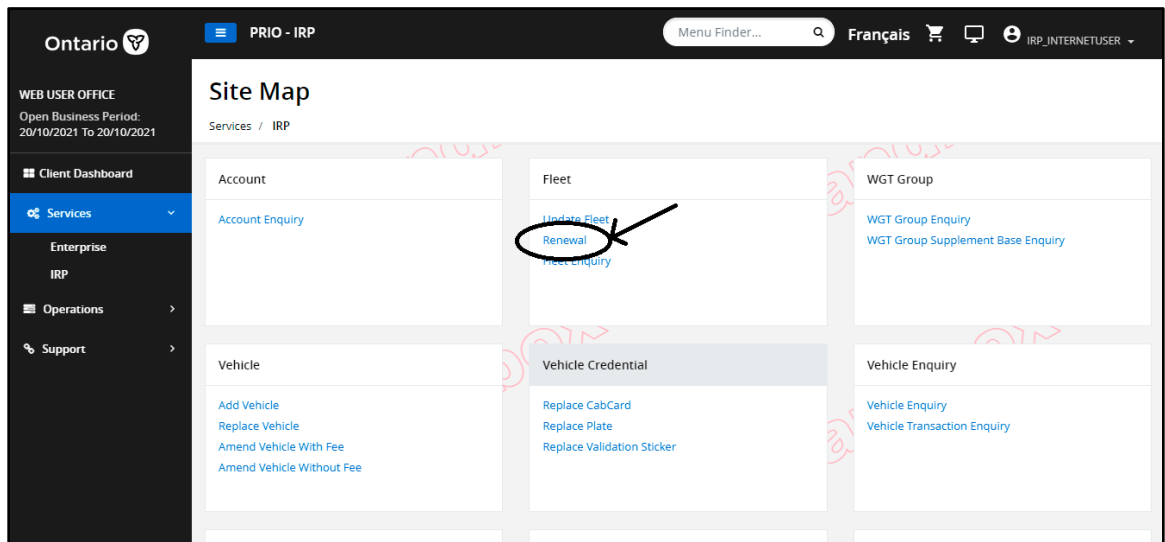 Ontario
PRIO - IRP
Menu Finder...
Français
IRP_INTERNETUSER
WEB USER OFFICE
Open Business Period:
20/10/2021 To 20/10/2021
Client Dashboard
Services
Enterprise
IRP
Operations
Support
Site Map
Services / IRP
Account
Account Enquiry
Fleet
Update Fleet
Renewal
Fleet Enquiry
WGT Group
WGT Group Enquiry
WGT Group Supplement Base Enquiry
Vehicle
Add Vehicle
Replace Vehicle
Amend Vehicle With Fee
Amend Vehicle Without Fee
Vehicle Credential
Replace CabCard
Replace Plate
Replace Validation Sticker
Vehicle Enquiry
Vehicle Enquiry
Vehicle Transaction Enquiry